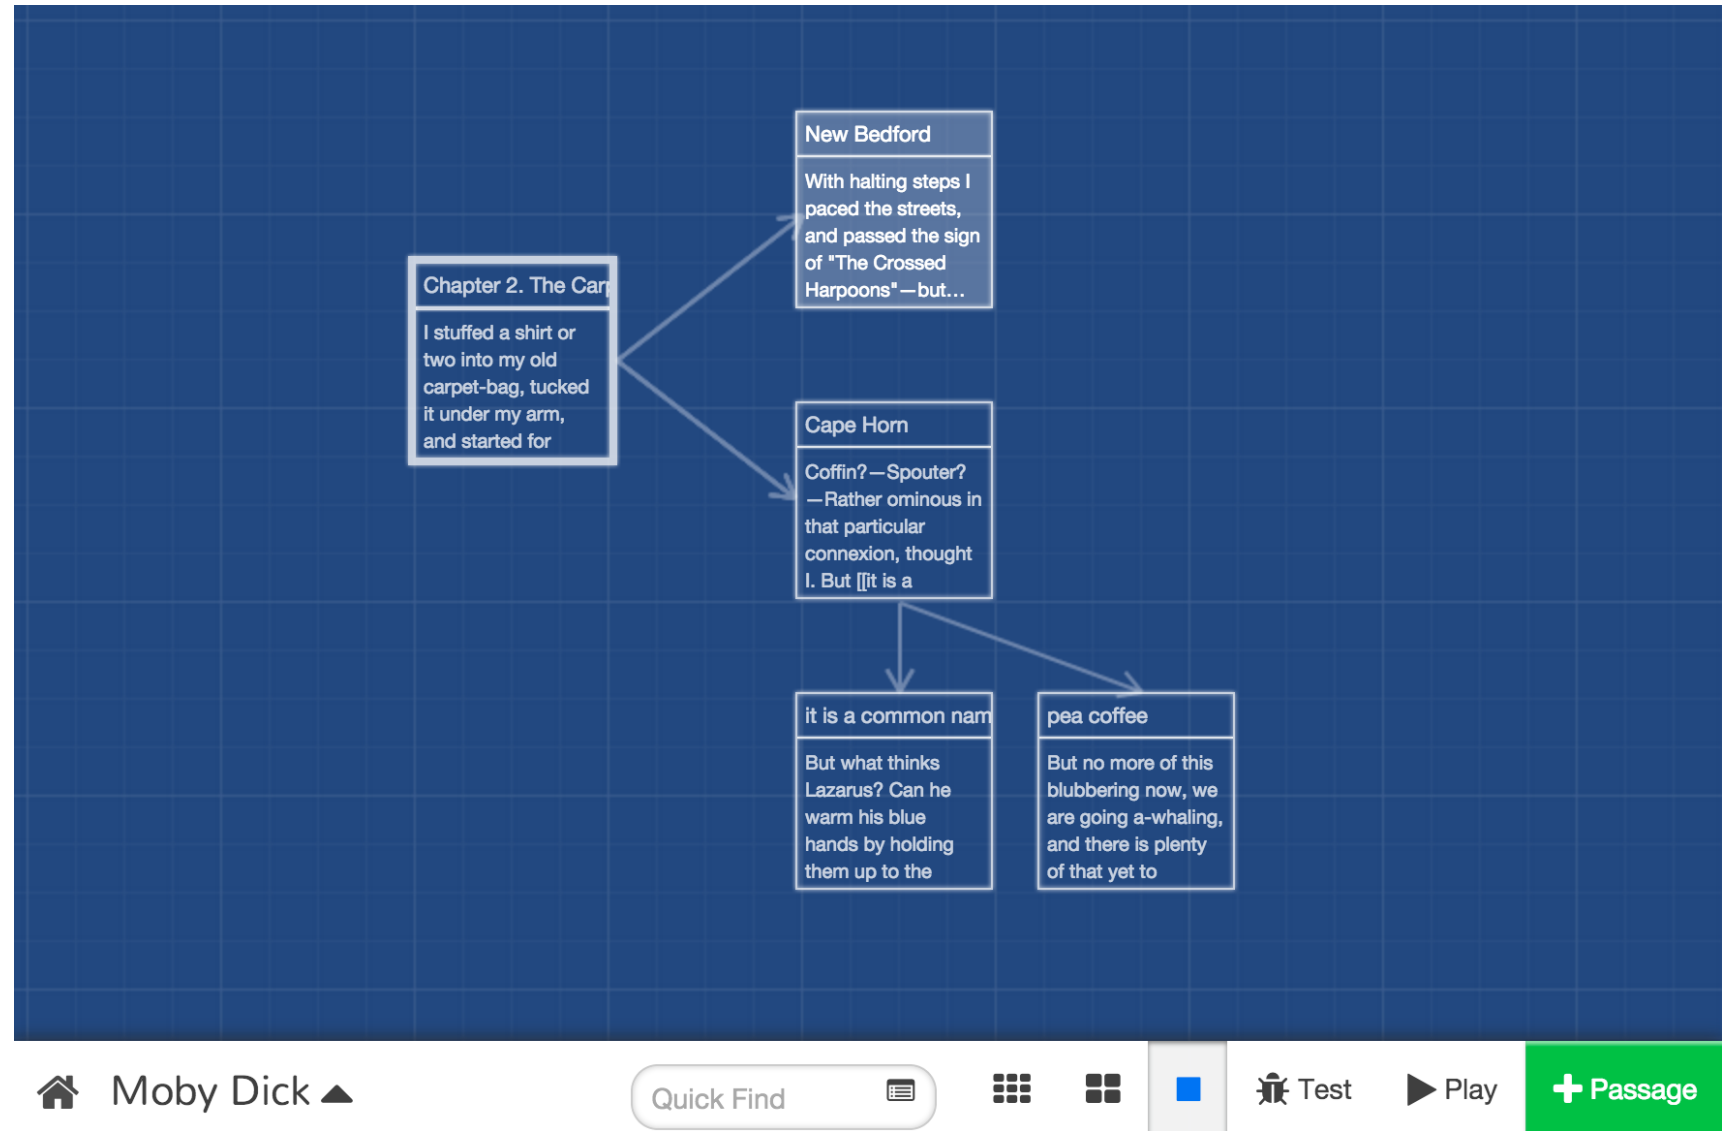 New Bedford
With halting steps I
paced the streets,
and passed the sign
of "The Crossed
Harpoons"—but...
Chapter 2. The Carp
I stuffed a shirt or
two into my old
carpet-bag, tucked
it under my arm,
and started for
Cape Horn
Coffin?—Spouter?
—Rather ominous in
that particular
connexion, thought
I. But [[it is a
it is a common nam
But what thinks
Lazarus? Can he
warm his blue
hands by holding
them up to the
pea coffee
But no more of this
blubbering now, we
are going a-whaling,
and there is plenty
of that yet to
Moby Dick
Quick Find
Test
Play
Passage